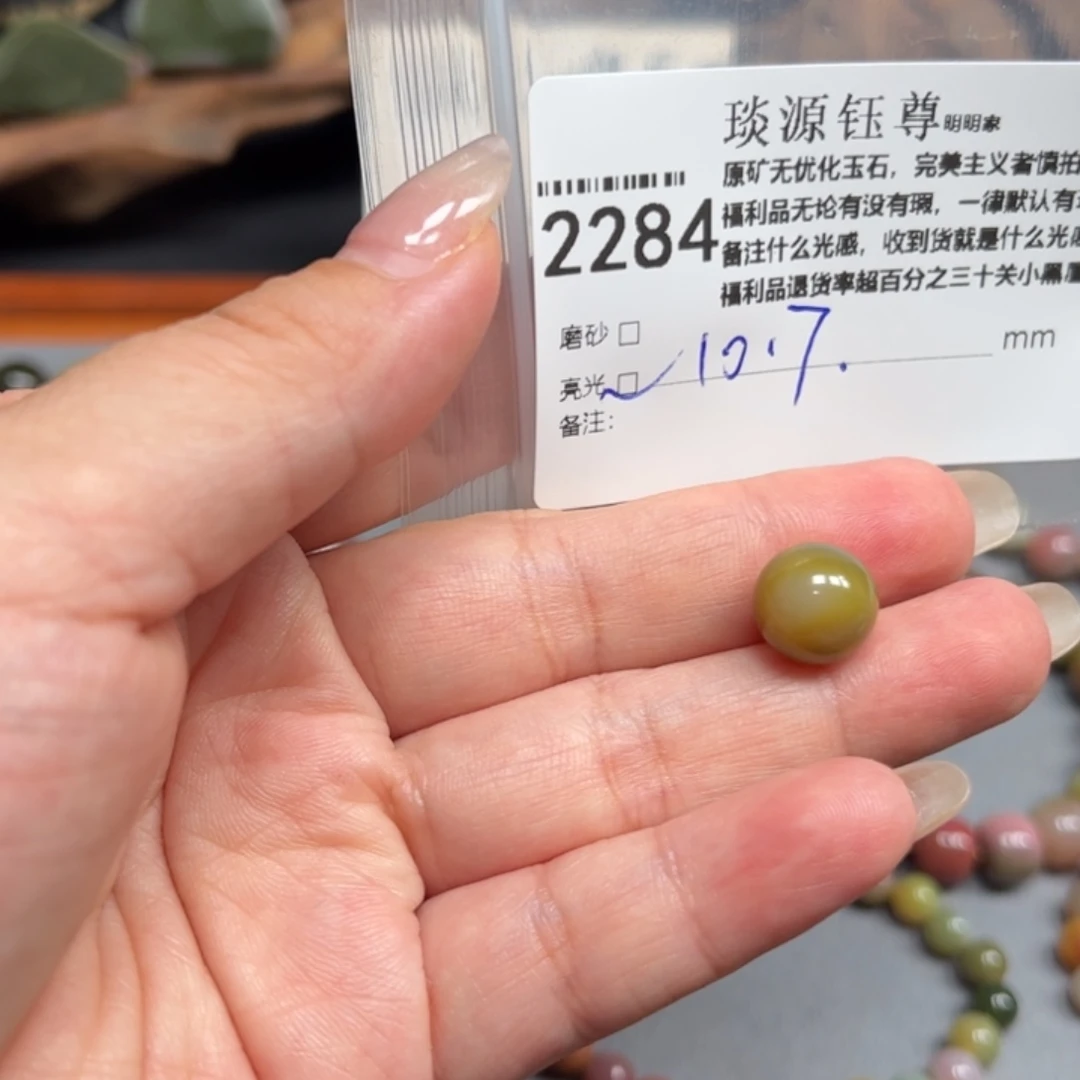 琰源钰尊明明家
原矿无优化玉石，完美主义者慎拍
2284
福利品无论有没有瑕，一律默认有
备注什么光感，收到货就是什么光感
福利品退货率超百分之三十关小黑屋
磨砂 □
10.7. mm
亮光 □
备注：